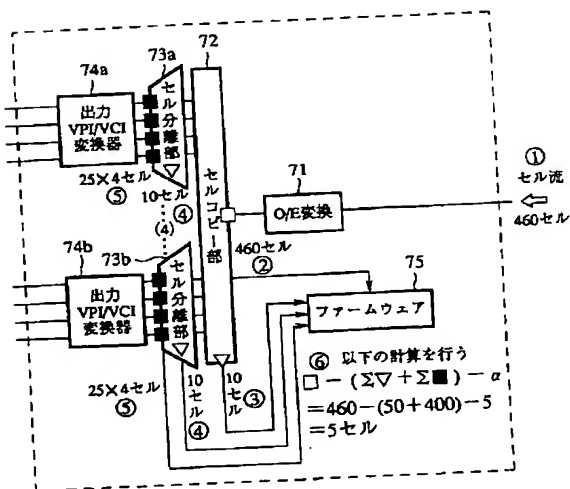 72
73a
74a
出力
VPI/VCI
変換器
セル分離部
25×4セル
⑤
10セル
④
(4)
セルコピー部
71
O/E変換
①
セル流
460セル
460セル
②
74b
73b
出力
VPI/VCI
変換器
セル分離部
75
ファームウェア
25×4セル
⑤
10セル
④
10セル
③
⑥ 以下の計算を行う
□−(Σ▽+Σ■)−α
=460−(50+400)−5
=5セル